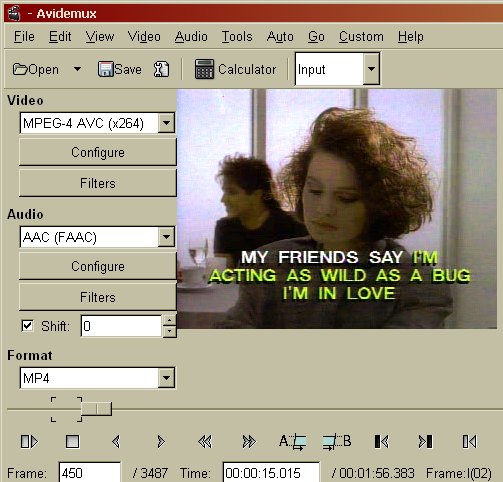 - Avidemux
File Edit View Video Audio Tools Auto Go Custom Help
Open Save Calculator Input
Video
MPEG-4 AVC (x264)
Configure
Filters
Audio
AAC (FAAC)
Configure
Filters
Shift: 0
Format
MP4
MY FRIENDS SAY I'M
ACTING AS WILD AS A BUG
I'M IN LOVE
A B
Frame: 450 / 3487 Time: 00:00:15.015 / 00:01:56.383 Frame:I(02)